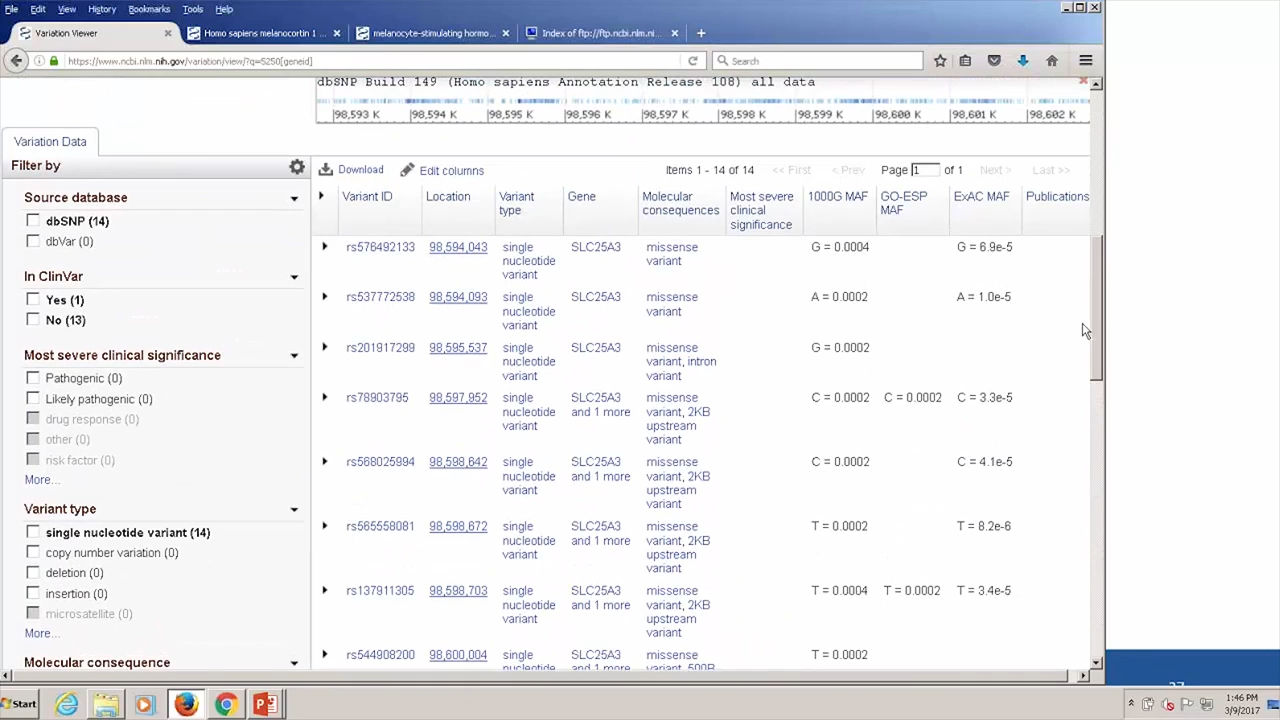 File Edit View History Bookmarks Tools Help
Variation Viewer × Homo sapiens melanocortin 1 ... × melanocyte-stimulating hormo... × Index of ftp://ftp.ncbi.nlm.ni... × +
https://www.ncbi.nlm.nih.gov/variation/view/?q=5250[geneid] Search
dbSNP Build 149 (Homo sapiens Annotation Release 108) all data
98,593 K 98,594 K 98,595 K 98,596 K 98,597 K 98,598 K 98,599 K 98,600 K 98,601 K 98,602 K
Variation Data
Filter by
Source database
dbSNP (14)
dbVar (0)
In ClinVar
Yes (1)
No (13)
Most severe clinical significance
Pathogenic (0)
Likely pathogenic (0)
drug response (0)
other (0)
risk factor (0)
More...
Variant type
single nucleotide variant (14)
copy number variation (0)
deletion (0)
insertion (0)
microsatellite (0)
More...
Molecular consequence
Download Edit columns Items 1 - 14 of 14 << First < Prev Page 1 of 1 Next > Last >>
Variant ID Location Variant Gene Molecular Most severe 1000G MAF GO-ESP ExAC MAF Publications
type consequences clinical MAF
significance
rs576492133 98,594,043 single SLC25A3 missense G = 0.0004 G = 6.9e-5
nucleotide variant
variant
rs537772538 98,594,093 single SLC25A3 missense A = 0.0002 A = 1.0e-5
nucleotide variant
variant
rs201917299 98,595,537 single SLC25A3 missense G = 0.0002
nucleotide variant, intron
variant variant
rs78903795 98,597,952 single SLC25A3 missense C = 0.0002 C = 0.0002 C = 3.3e-5
nucleotide and 1 more variant, 2KB
variant upstream
variant
rs568025994 98,598,642 single SLC25A3 missense C = 0.0002 C = 4.1e-5
nucleotide and 1 more variant, 2KB
variant upstream
variant
rs565558081 98,598,672 single SLC25A3 missense T = 0.0002 T = 8.2e-6
nucleotide and 1 more variant, 2KB
variant upstream
variant
rs137911305 98,598,703 single SLC25A3 missense T = 0.0004 T = 0.0002 T = 3.4e-5
nucleotide and 1 more variant, 2KB
variant upstream
variant
rs544908200 98,600,004 single SLC25A3 missense T = 0.0002
nucleotide and 1 more variant, 500B
Start 1:46 PM
3/9/2017